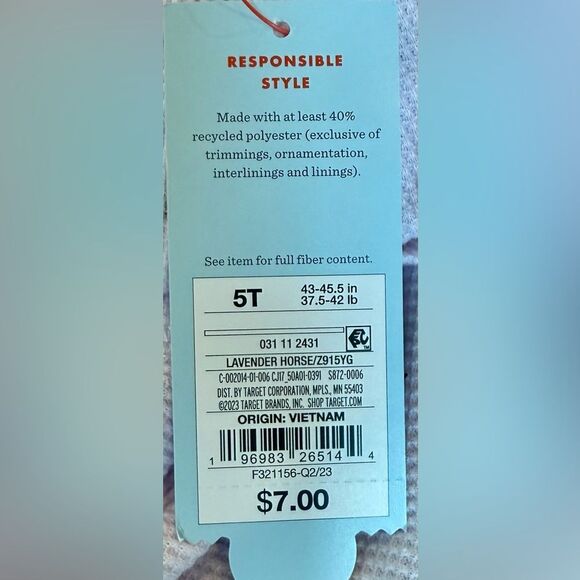 RESPONSIBLE
STYLE
Made with at least 40%
recycled polyester (exclusive of
trimmings, ornamentation,
interlinings and linings).
See item for full fiber content.
5T 43-45.5 in
37.5-42 lb
031 11 2431
LAVENDER HORSE/Z915YG
C-002014-01-006 CJ17_50A01-0391 S872-0006
DIST. BY TARGET CORPORATION, MPLS., MN 55403
©2023 TARGET BRANDS, INC. SHOP TARGET.COM
ORIGIN: VIETNAM
1 96983 26514 4
F321156-Q2/23
$7.00